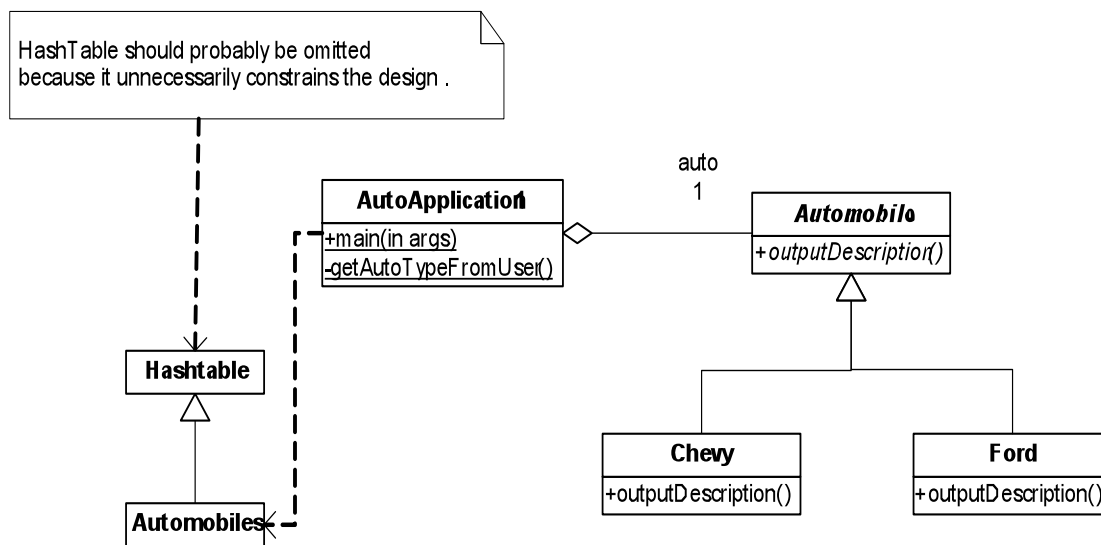 HashTable should probably be omitted
because it unnecessarily constrains the design .
auto
1
AutoApplication1
Automobile
+main(in args)
-getAutoTypeFromUser()
+outputDescription()
Hashtable
Chevy
Ford
+outputDescription()
+outputDescription()
Automobiles